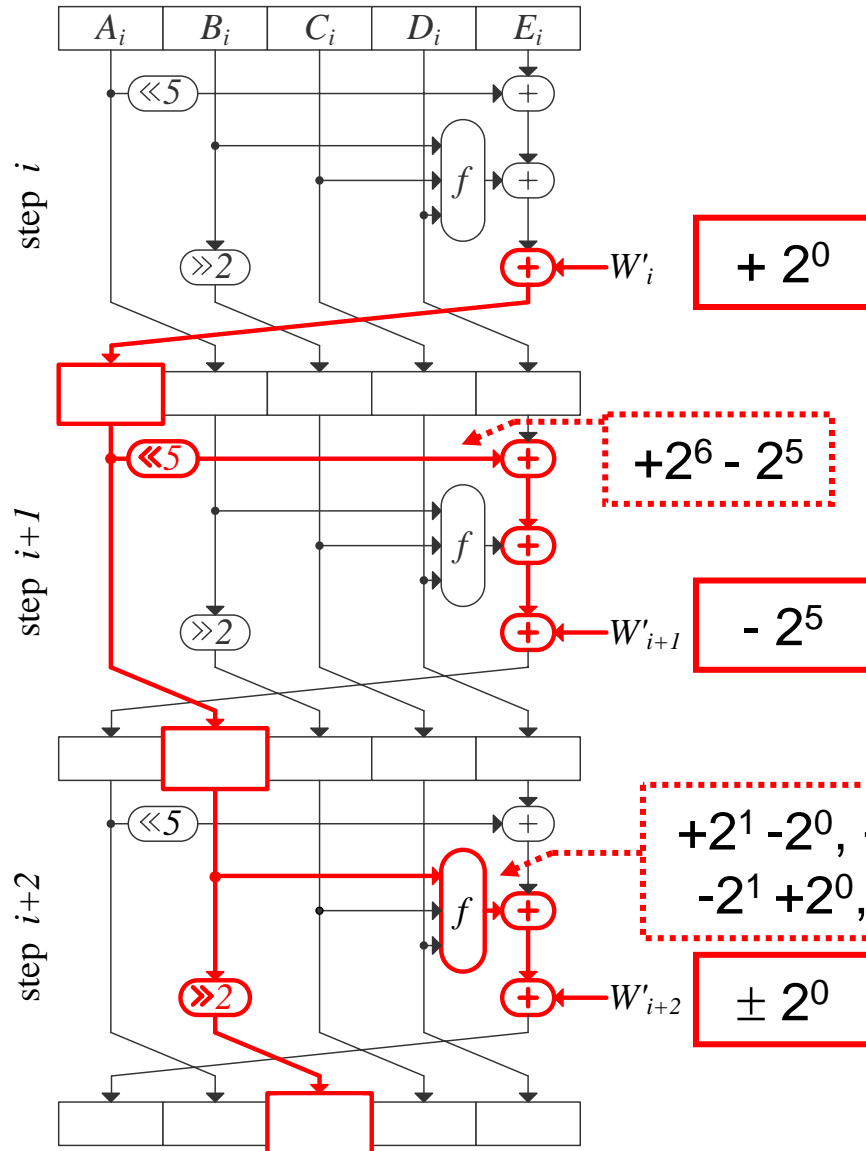 A_i B_i C_i D_i E_i
≪5 +
step i
f +
≫2 + W'_i + 2^0
≪5 + +2^6 - 2^5
step i+1
f +
≫2 + W'_{i+1} - 2^5
≪5 + +2^1 -2^0,
-2^1 +2^0,
step i+2
f +
≫2 + W'_{i+2} ± 2^0